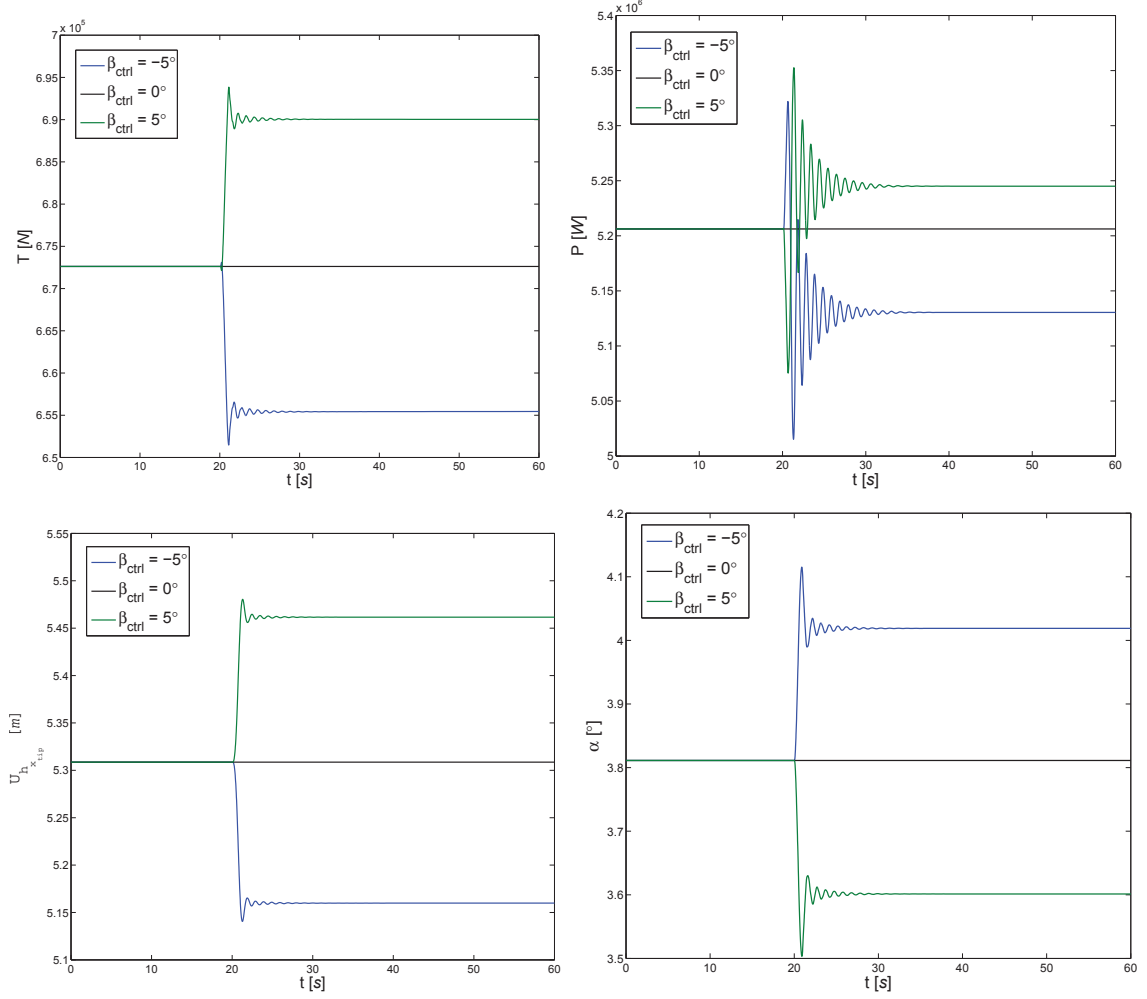 7 x 10⁵
6.95
6.9
6.85
6.8
6.75
6.7
6.65
6.6
6.55
6.5
T [N]
β_ctrl = −5°
β_ctrl = 0°
β_ctrl = 5°
0 10 20 30 40 50 60
t [s]
5.4 x 10⁶
5.35
5.3
5.25
5.2
5.15
5.1
5.05
5
P [W]
β_ctrl = −5°
β_ctrl = 0°
β_ctrl = 5°
0 10 20 30 40 50 60
t [s]
5.55
5.5
5.45
5.4
5.35
5.3
5.25
5.2
5.15
5.1
U_h_x_tip [m]
β_ctrl = −5°
β_ctrl = 0°
β_ctrl = 5°
0 10 20 30 40 50 60
t [s]
4.2
4.1
4
3.9
3.8
3.7
3.6
3.5
α [°]
β_ctrl = −5°
β_ctrl = 0°
β_ctrl = 5°
0 10 20 30 40 50 60
t [s]